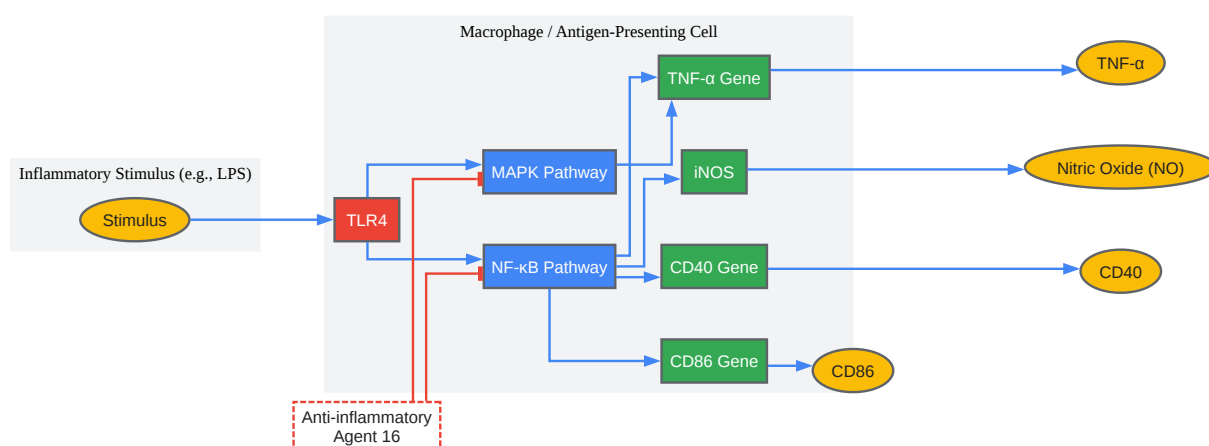 Macrophage / Antigen-Presenting Cell
TNF-α
TNF-α Gene
Inflammatory Stimulus (e.g., LPS)
MAPK Pathway
iNOS
Nitric Oxide (NO)
Stimulus
TLR4
NF-κB Pathway
CD40 Gene
CD40
CD86 Gene
CD86
Anti-inflammatory
Agent 16